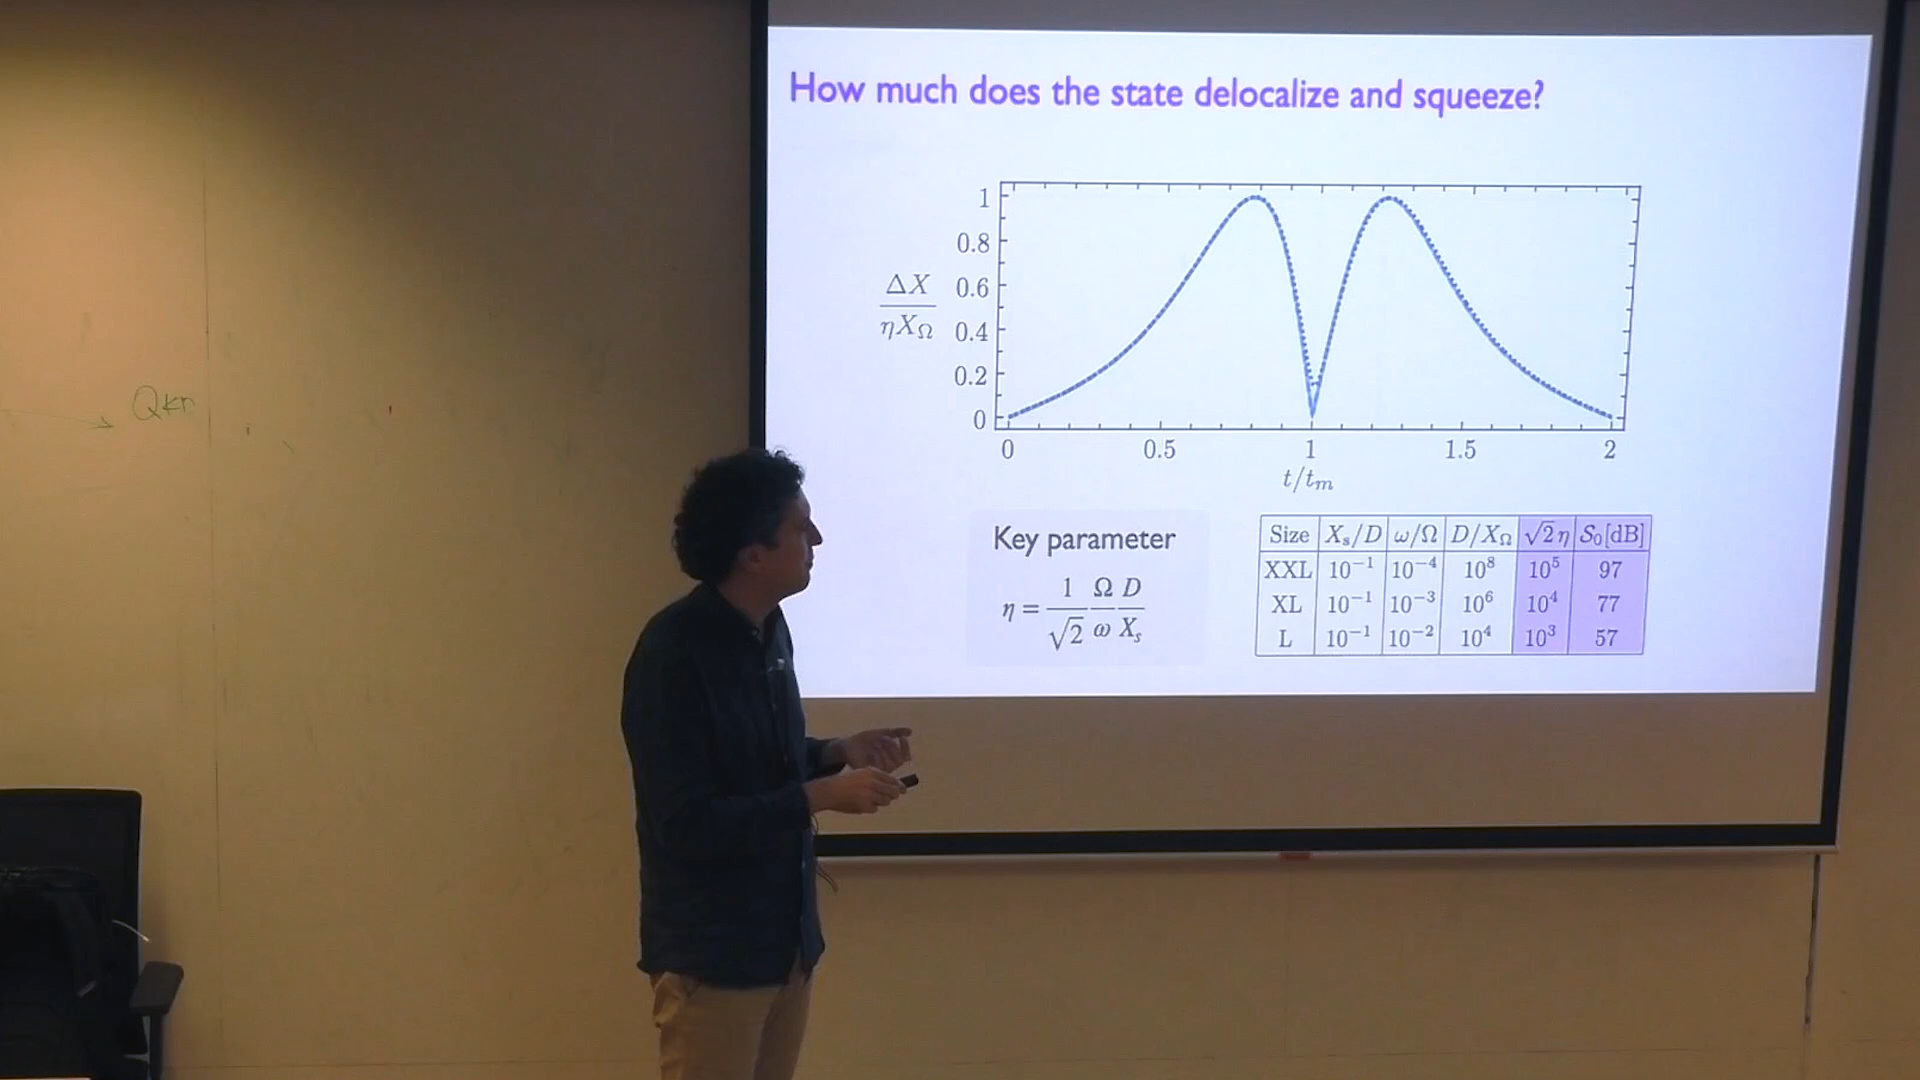 How much does the state delocalize and squeeze?
ΔX
ηX_Ω
1
0.8
0.6
0.4
0.2
0
0 0.5 1 1.5 2
t/t_m
Key parameter
η = 1/√2 Ω/ω D/X_s
Size X_s/D ω/Ω D/X_Ω √2η S₀[dB]
XXL 10⁻¹ 10⁻⁴ 10⁸ 10⁵ 97
XL 10⁻¹ 10⁻³ 10⁶ 10⁴ 77
L 10⁻¹ 10⁻² 10⁴ 10³ 57